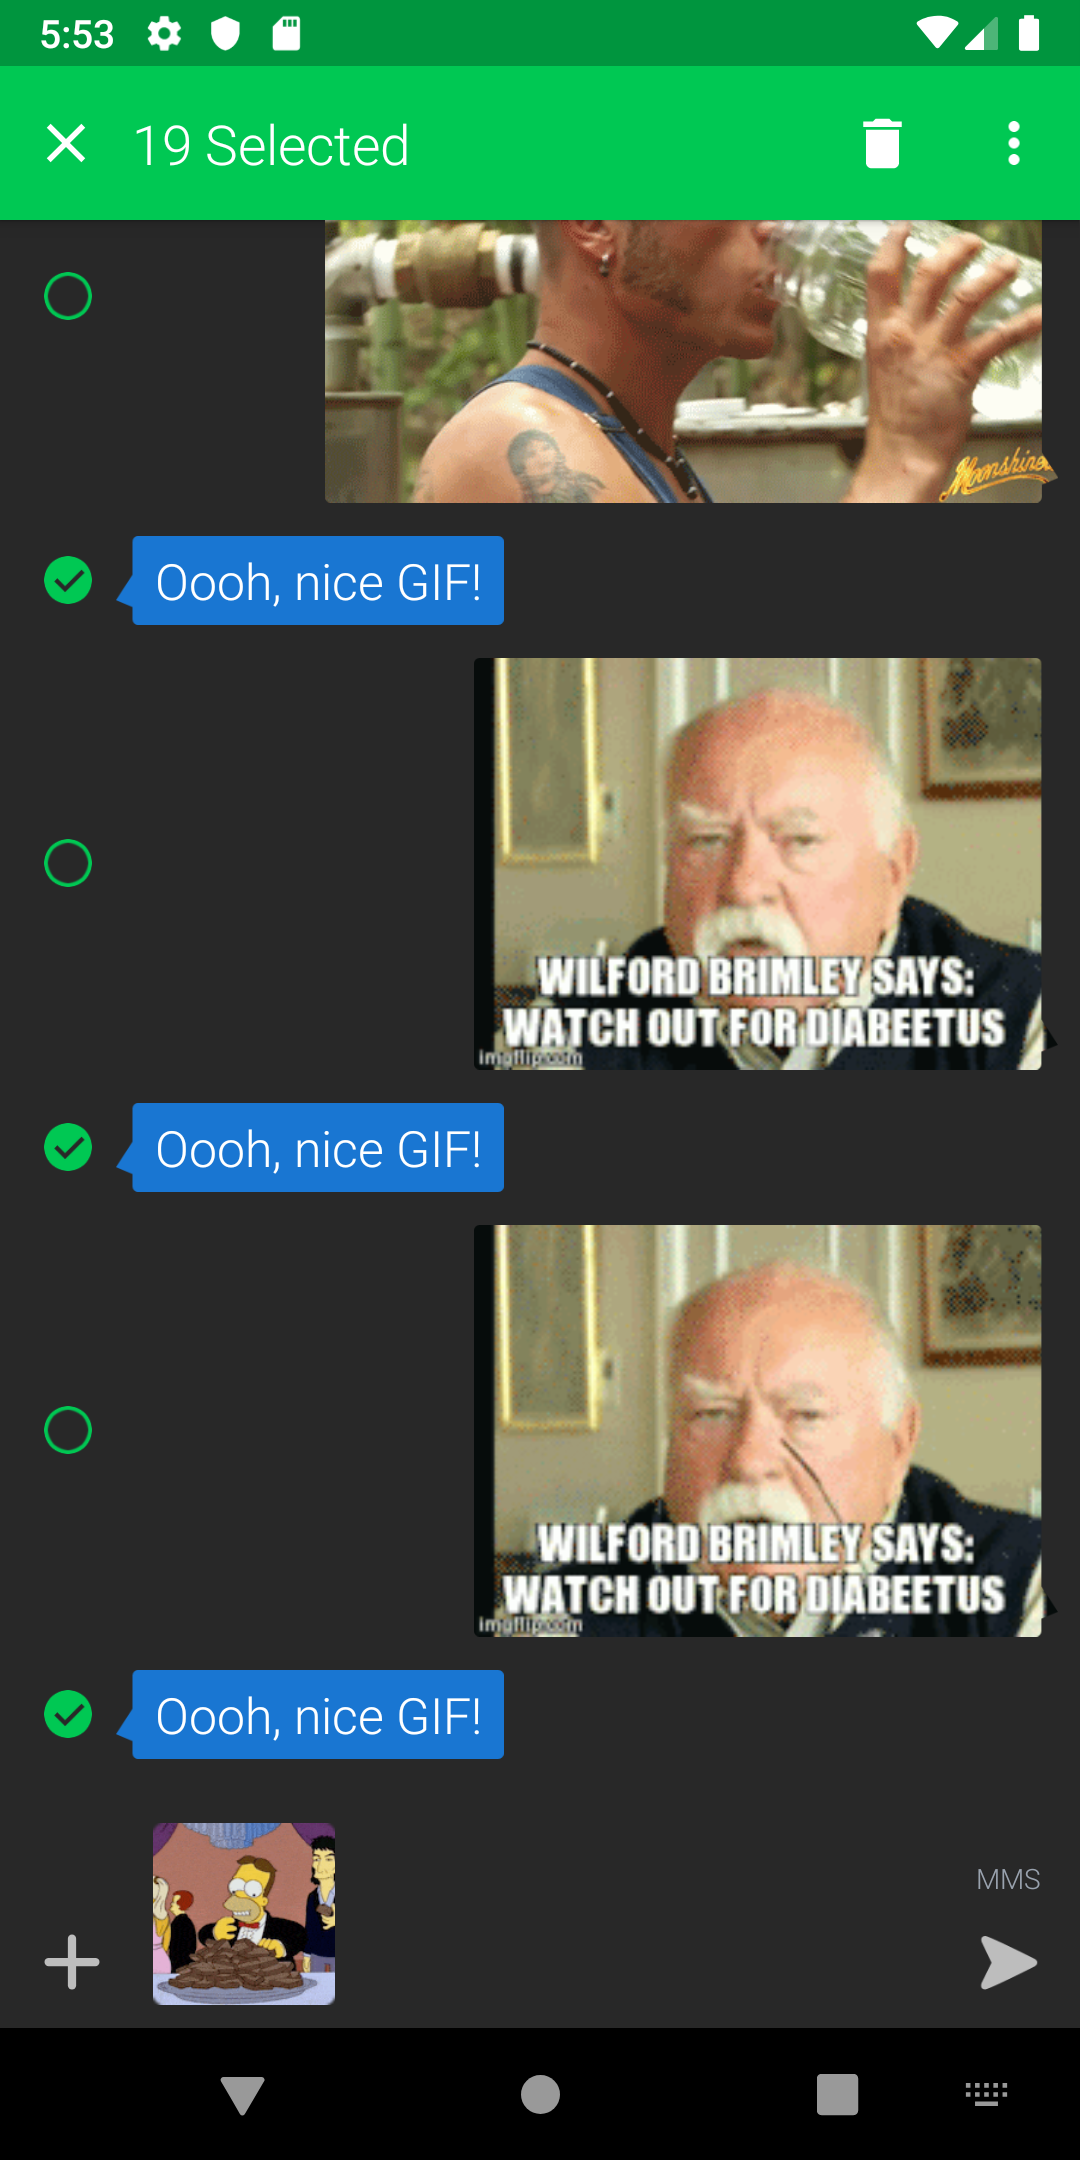 5:53
19 Selected
Moonshiners
Oooh, nice GIF!
WILFORD BRIMLEY SAYS:
WATCH OUT FOR DIABEETUS
imgflip.com
Oooh, nice GIF!
WILFORD BRIMLEY SAYS:
WATCH OUT FOR DIABEETUS
imgflip.com
Oooh, nice GIF!
MMS